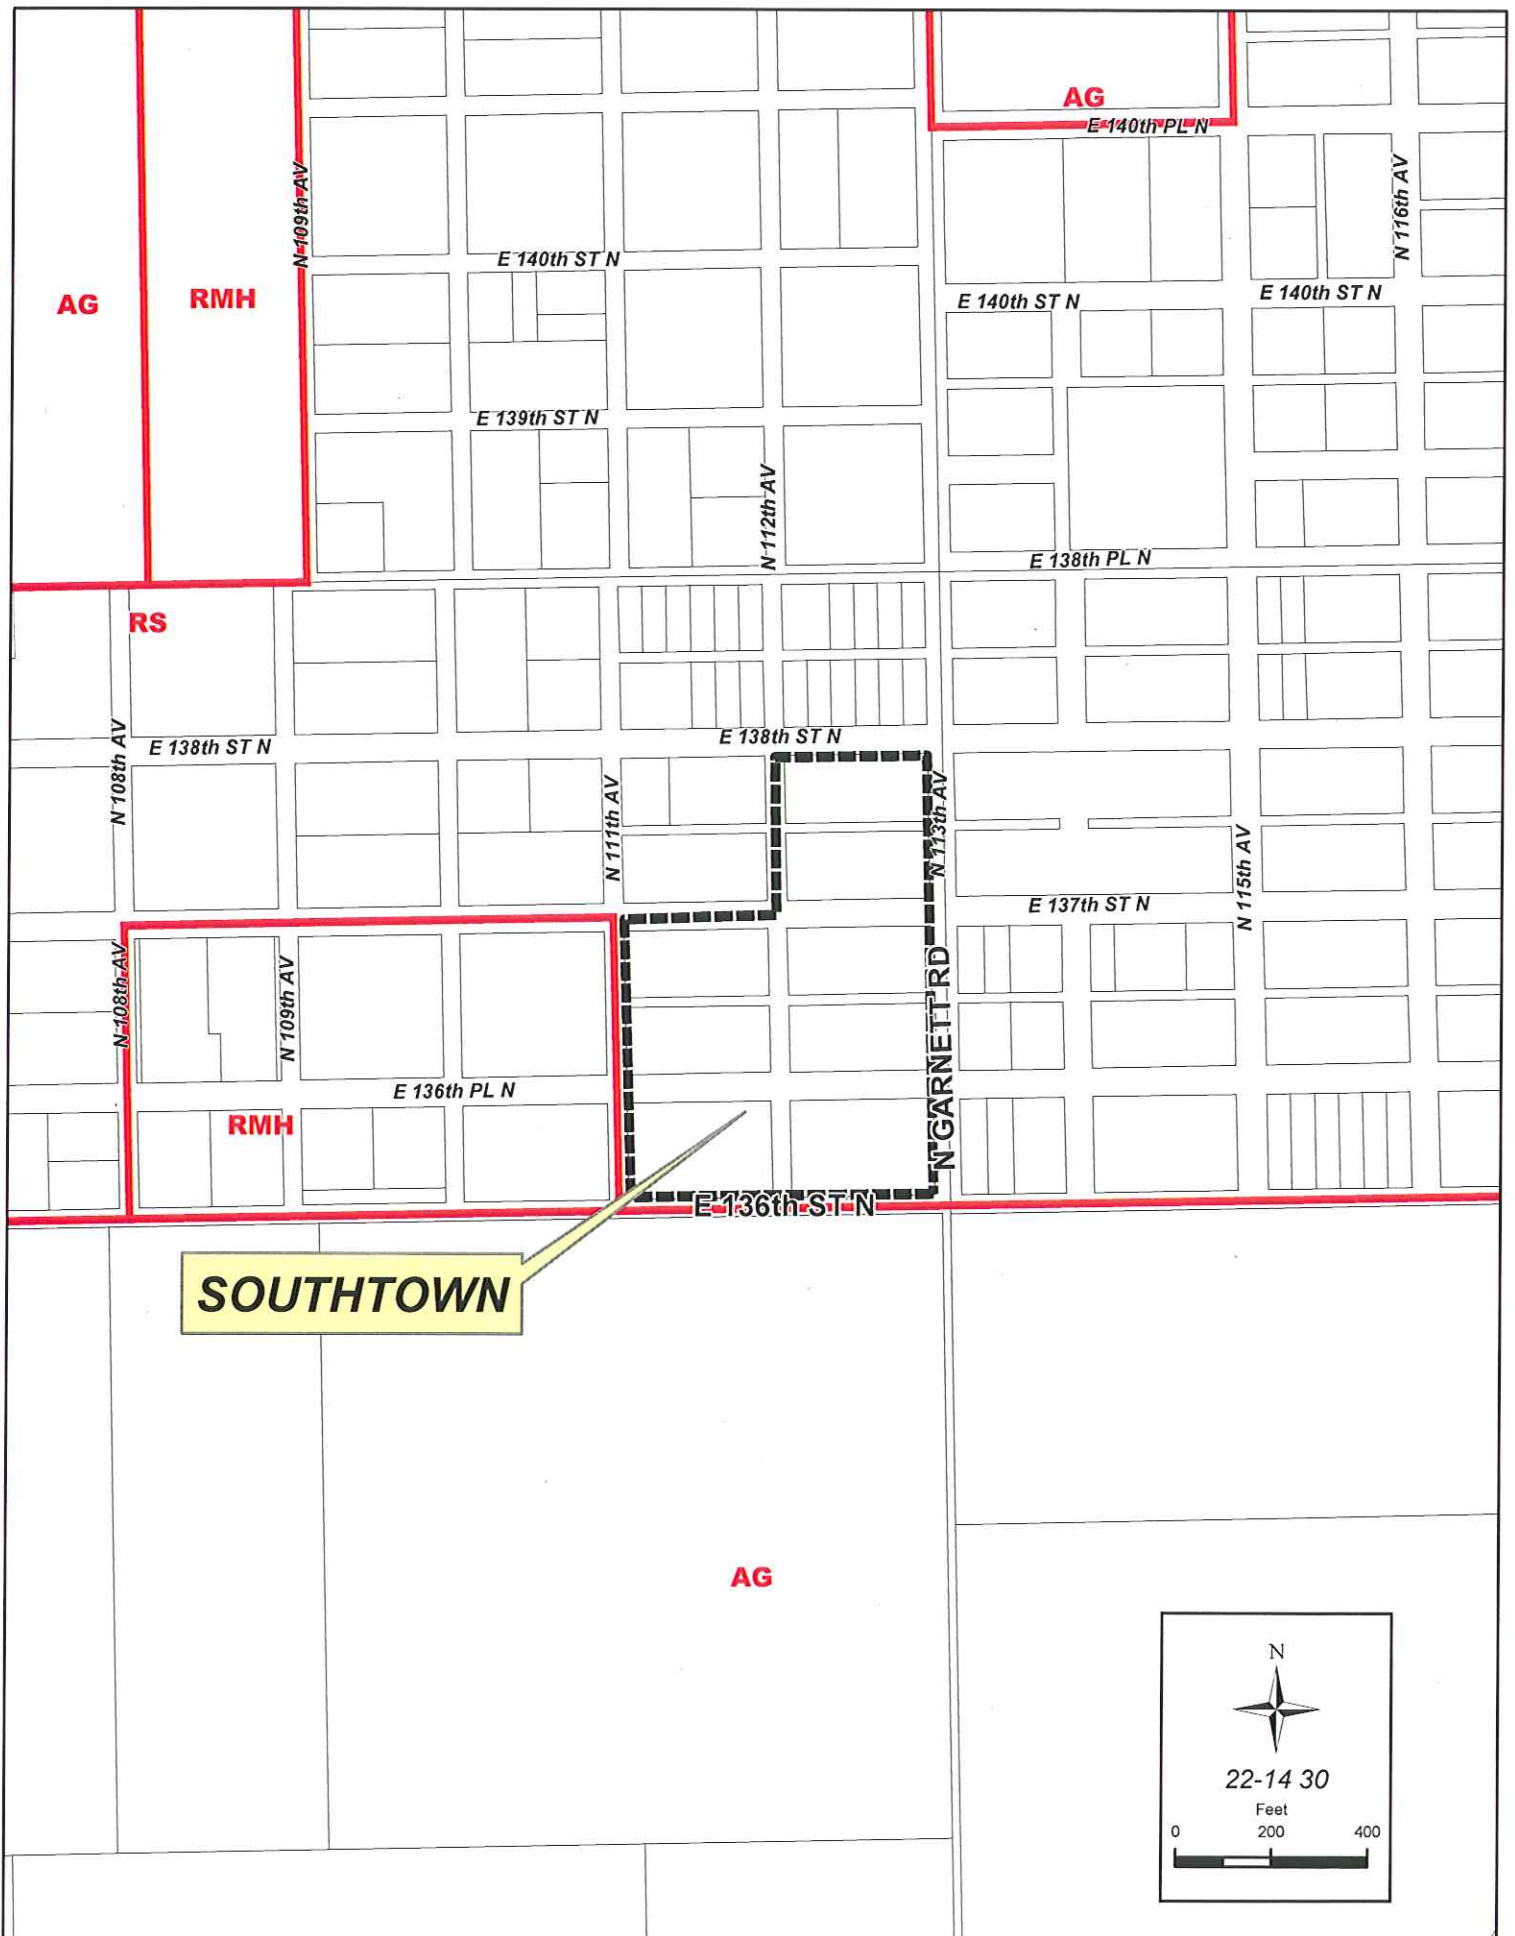 AG
E 140th PL N
N 109th AV
N 116th AV
E 140th ST N
AG
RMH
E 140th ST N
E 140th ST N
E 139th ST N
N 112th AV
E 138th PL N
RS
N 108th AV
E 138th ST N
E 138th ST N
N 111th AV
N 113th AV
N 115th AV
E 137th ST N
N 108th AV
N 109th AV
N GARNETT RD
E 136th PL N
RMH
E 136th ST N
SOUTHTOWN
AG
N
22-14 30
Feet
0 200 400